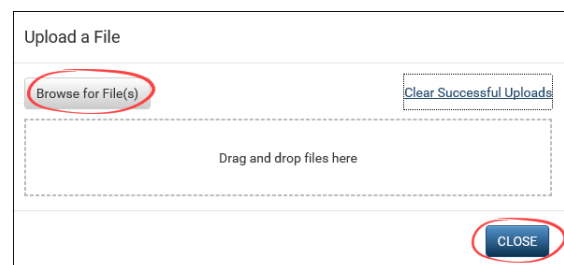 Upload a File
Browse for File(s)
Clear Successful Uploads
Drag and drop files here
CLOSE